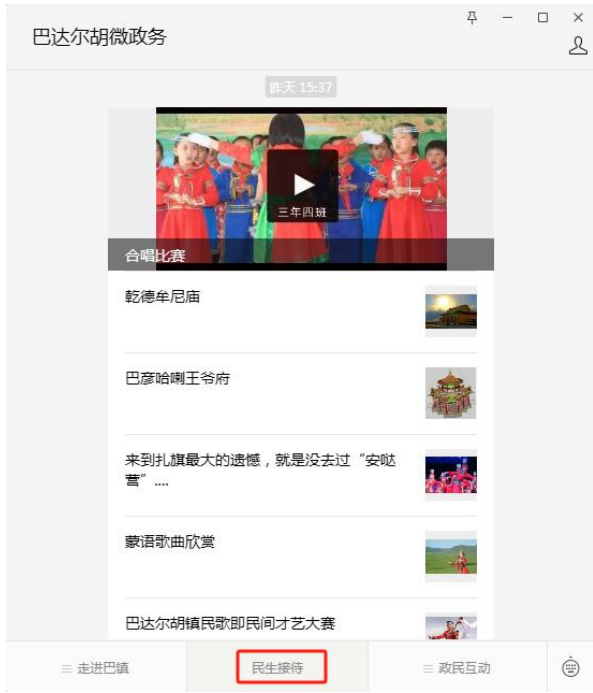 巴达尔胡微政务
昨天 15:37
三年四班
合唱比赛
乾德牟尼庙
巴彦哈喇王爷府
来到扎旗最大的遗憾，就是没去过“安哒
营”....
蒙语歌曲欣赏
巴达尔胡镇民歌即民间才艺大赛
走进巴镇
民生接待
政民互动